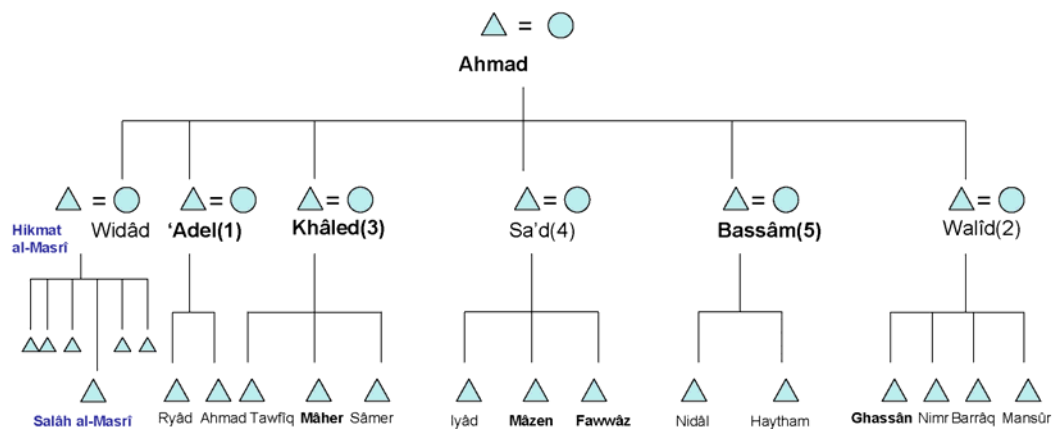 =
Ahmad
= = = = = =
Hikmat al-Masrî
Widâd
‘Adel(1)
Khâled(3)
Sa’d(4)
Bassâm(5)
Walîd(2)
Salâh al-Masrî
Ryâd
Ahmad
Tawfîq
Mâher
Sâmer
Iyâd
Mâzen
Fawwâz
Nidâl
Haytham
Ghassân
Nimr
Barrâq
Mansûr